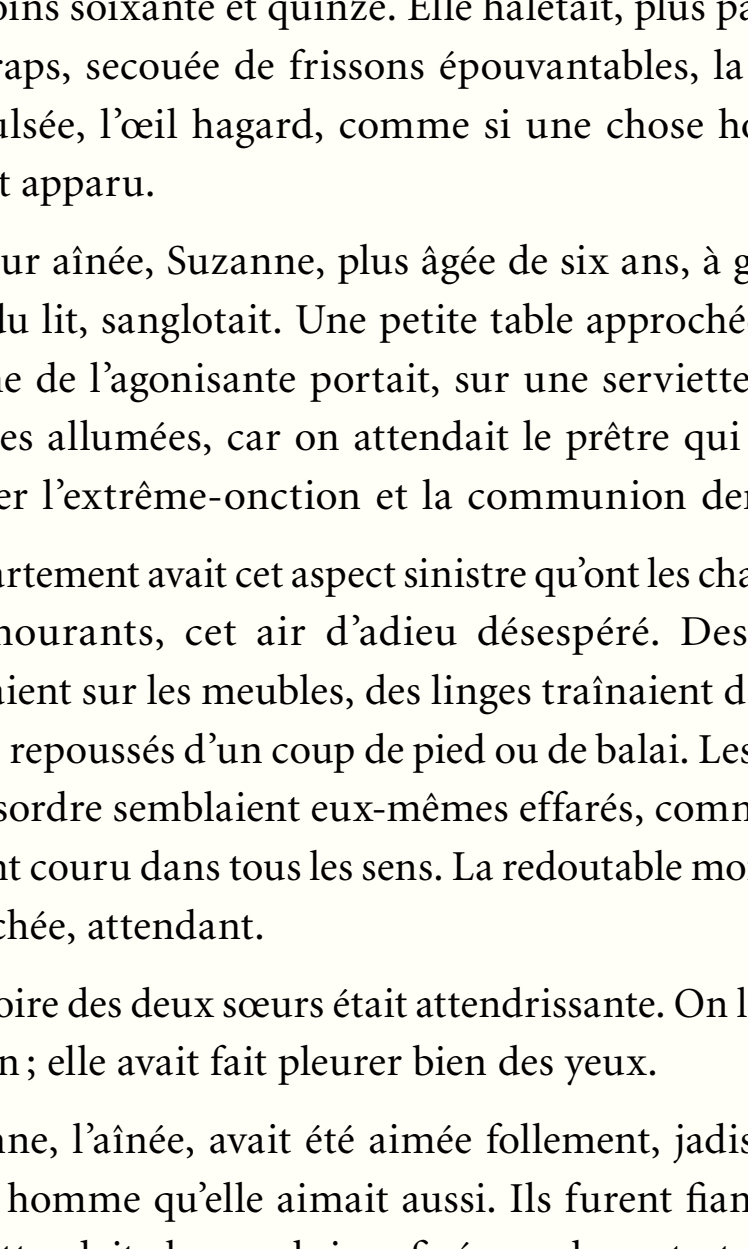 oins soixante et quinze. Elle haletait, plus pa
raps, secouée de frissons épouvantables, la
ulsée, l’œil hagard, comme si une chose ho
t apparu.
ur aînée, Suzanne, plus âgée de six ans, à g
du lit, sanglotait. Une petite table approché
ne de l’agonisante portait, sur une serviette
es allumées, car on attendait le prêtre qui
er l’extrême-onction et la communion der
artement avait cet aspect sinistre qu’ont les cha
mourants, cet air d’adieu désespéré. Des
aient sur les meubles, des linges traînaient d
repoussés d’un coup de pied ou de balai. Les
sordre semblaient eux-mêmes effarés, comm
nt couru dans tous les sens. La redoutable mo
chée, attendant.
oire des deux sœurs était attendrissante. On l
n ; elle avait fait pleurer bien des yeux.
nne, l’aînée, avait été aimée follement, jadis
homme qu’elle aimait aussi. Ils furent fian